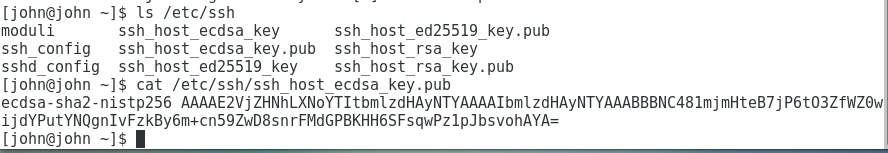 [john@john ~]$ ls /etc/ssh
moduli      ssh_host_ecdsa_key      ssh_host_ed25519_key.pub
ssh_config  ssh_host_ecdsa_key.pub  ssh_host_rsa_key
sshd_config  ssh_host_ed25519_key    ssh_host_rsa_key.pub
[john@john ~]$ cat /etc/ssh/ssh_host_ecdsa_key.pub
ecdsa-sha2-nistp256 AAAAE2VjZHNhLXNoYTItbmlzdHAyNTYAAAAIbmlzdHAyNTYAAABBBNC481mjmHteB7jP6tO3ZfWZ0w
ijdYPutYNQgnIvFzkBy6m+cn59ZwD8snrFMdGPBKHH6SFsqwPz1pJbsvohAYA=
[john@john ~]$